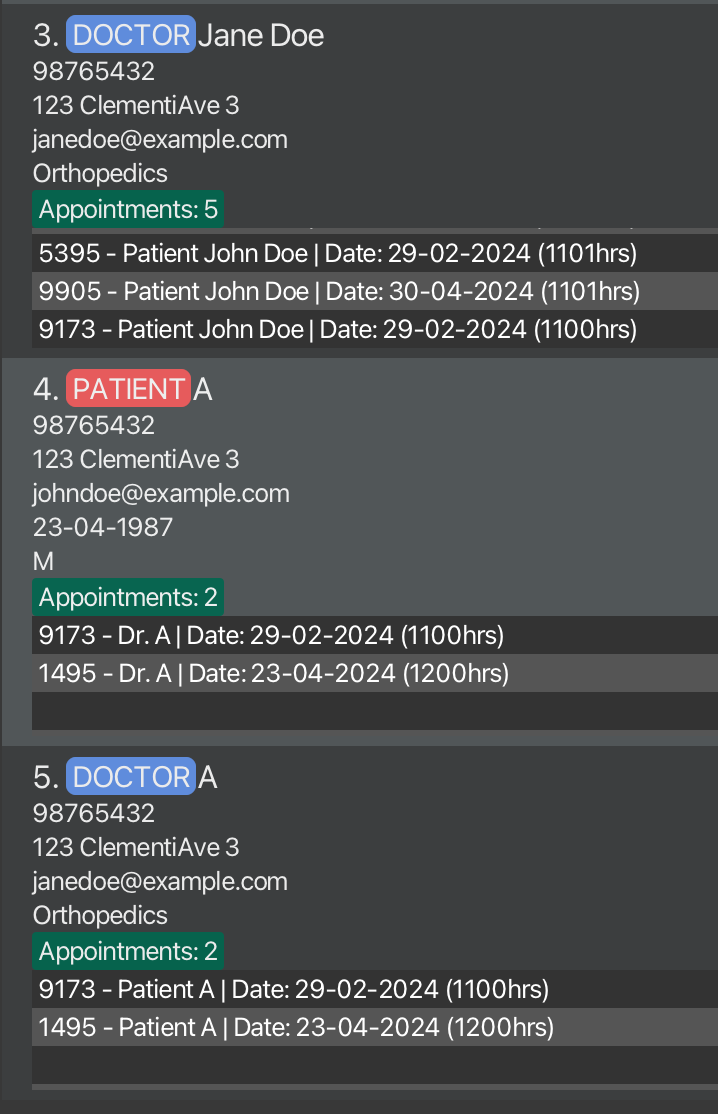 3. DOCTOR Jane Doe
98765432
123 ClementiAve 3
janedoe@example.com
Orthopedics
Appointments: 5
5395 - Patient John Doe | Date: 29-02-2024 (1101hrs)
9905 - Patient John Doe | Date: 30-04-2024 (1101hrs)
9173 - Patient John Doe | Date: 29-02-2024 (1100hrs)
4. PATIENT A
98765432
123 ClementiAve 3
johndoe@example.com
23-04-1987
M
Appointments: 2
9173 - Dr. A | Date: 29-02-2024 (1100hrs)
1495 - Dr. A | Date: 23-04-2024 (1200hrs)
5. DOCTOR A
98765432
123 ClementiAve 3
janedoe@example.com
Orthopedics
Appointments: 2
9173 - Patient A | Date: 29-02-2024 (1100hrs)
1495 - Patient A | Date: 23-04-2024 (1200hrs)